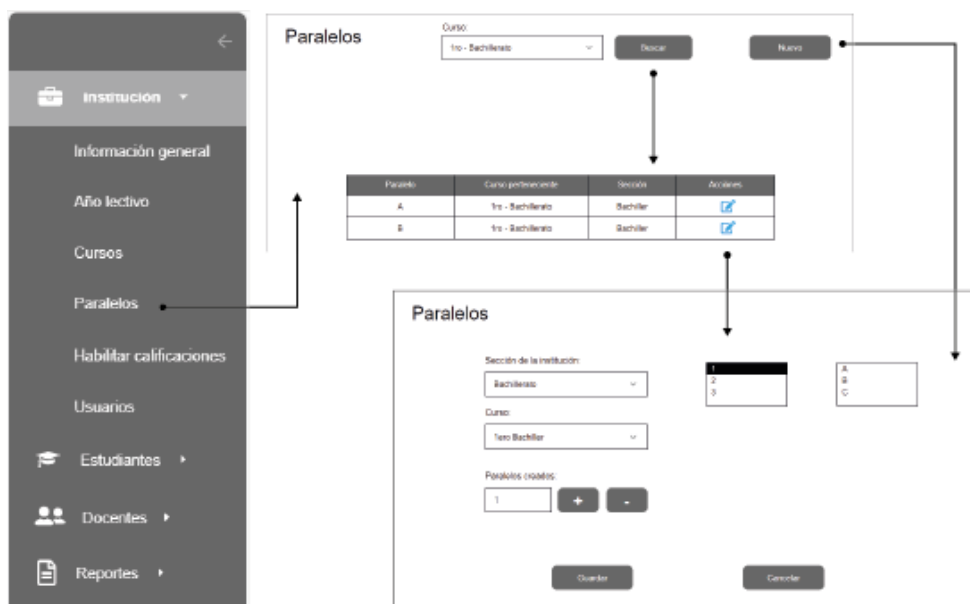 Institución
Información general
Año lectivo
Cursos
Paralelos
Habilitar calificaciones
Usuarios
Estudiantes
Docentes
Reportes
Paralelos
Curso:
1ro - Bachillerato
Buscar
Nuevo
Paralelo Curso perteneciente Sección Acciones
A 1ro - Bachillerato Bachiller
B 1ro - Bachillerato Bachiller
Paralelos
Sección de la institución:
Bachillerato
Curso:
1ero Bachiller
Paralelos creados:
1 + -
1
2
3
A
B
C
Guardar
Cancelar